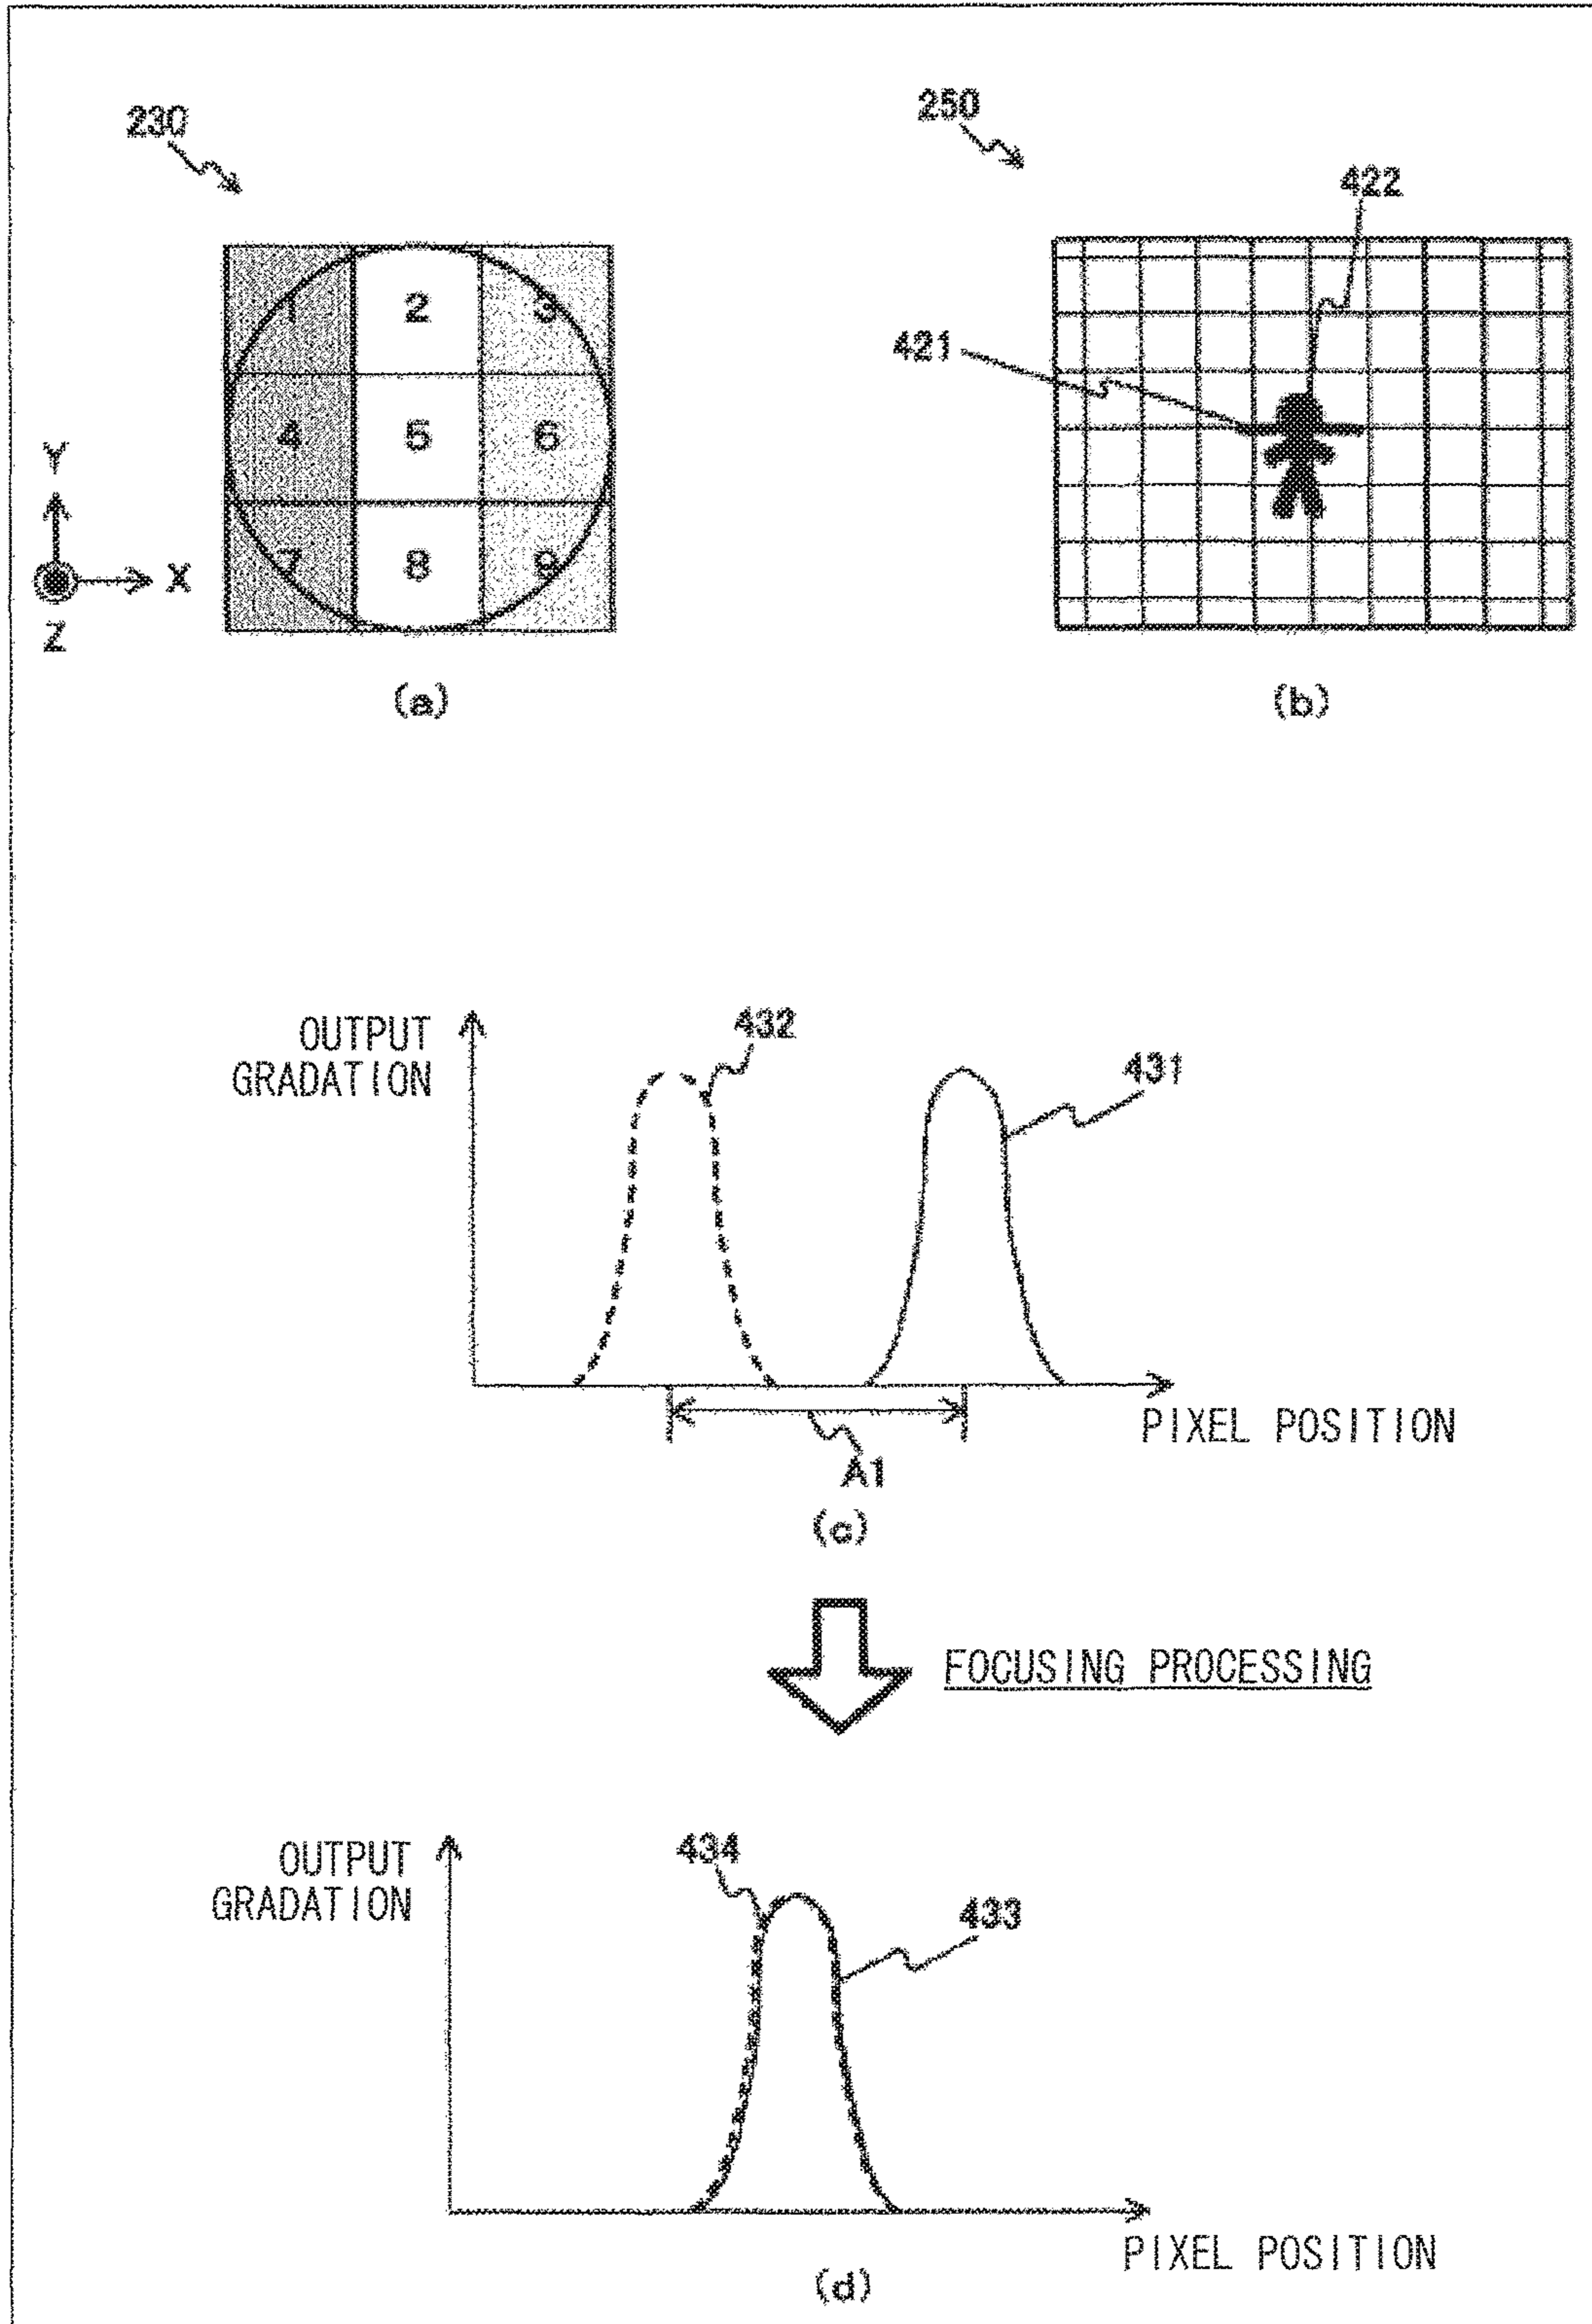 230
250
422
421
1 2 3
4 5 6
7 8 9
Y
X
Z
(a)
(b)
OUTPUT
GRADATION
432
431
PIXEL POSITION
A1
(c)
FOCUSING PROCESSING
OUTPUT
GRADATION
434
433
PIXEL POSITION
(d)